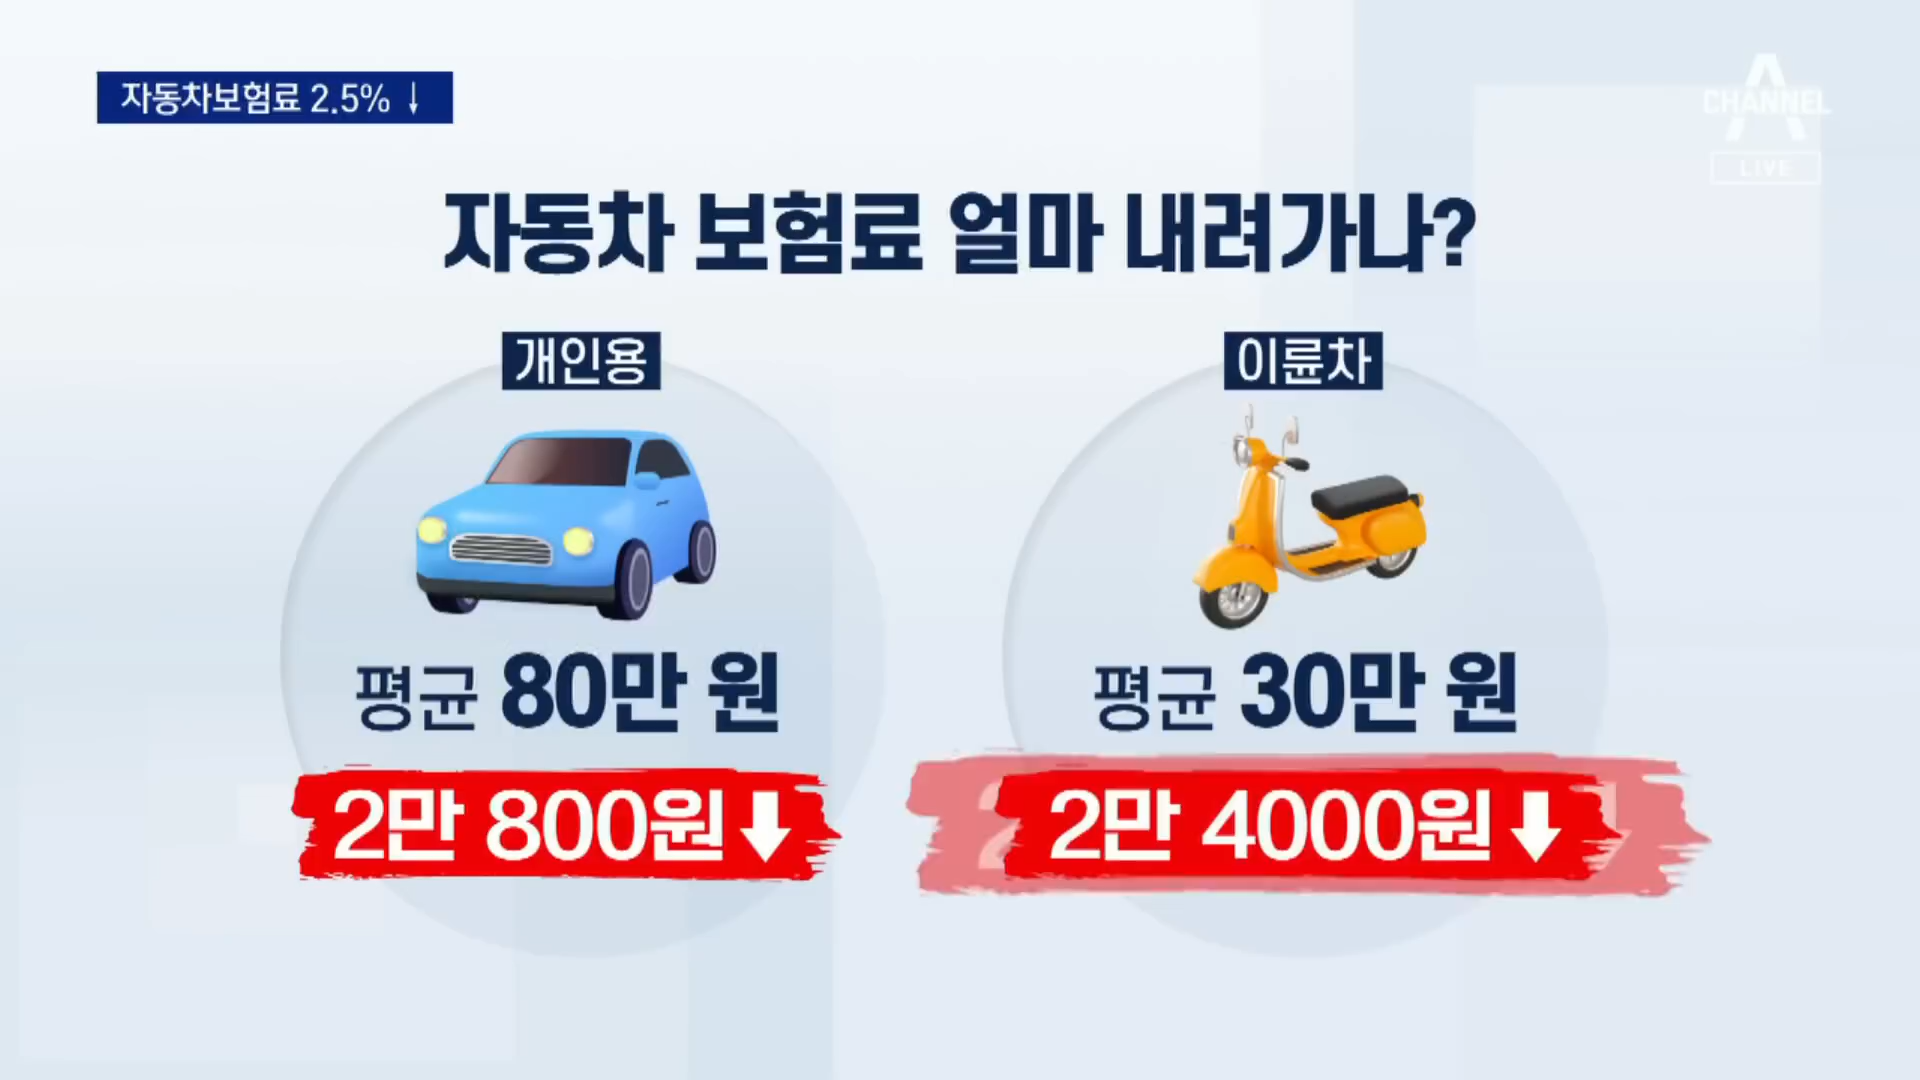 자동차보험료 2.5% ↓
CHANNEL A
LIVE
자동차 보험료 얼마 내려가나?
개인용
이륜차
평균 80만 원
평균 30만 원
2만 800원↓
2만 4000원↓